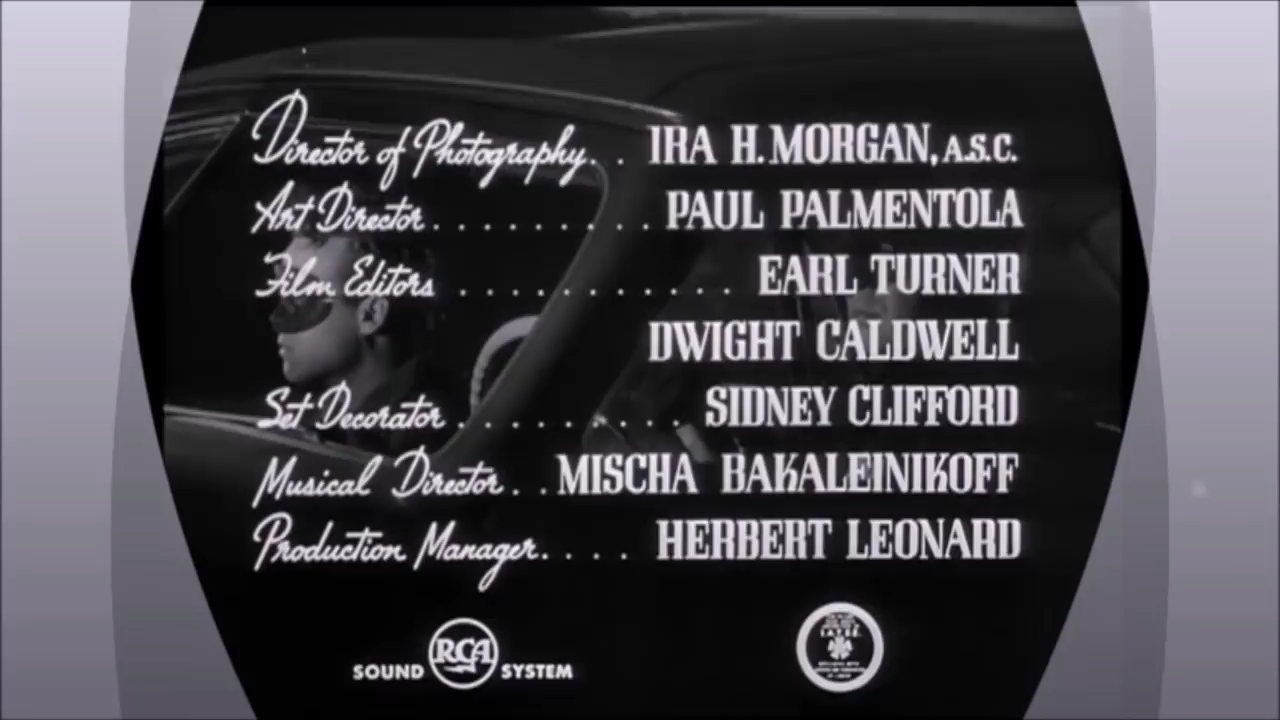 Director of Photography. . IRA H. MORGAN, A.S.C.
Art Director. . . . . . . . . . PAUL PALMENTOLA
Film Editors . . . . . . . . . . . . EARL TURNER
DWIGHT CALDWELL
Set Decorator . . . . . . . . . . SIDNEY CLIFFORD
Musical Director. . . MISCHA BAKALEINIKOFF
Production Manager. . . . . HERBERT LEONARD
SOUND RCA SYSTEM
I.A.T.S.E.